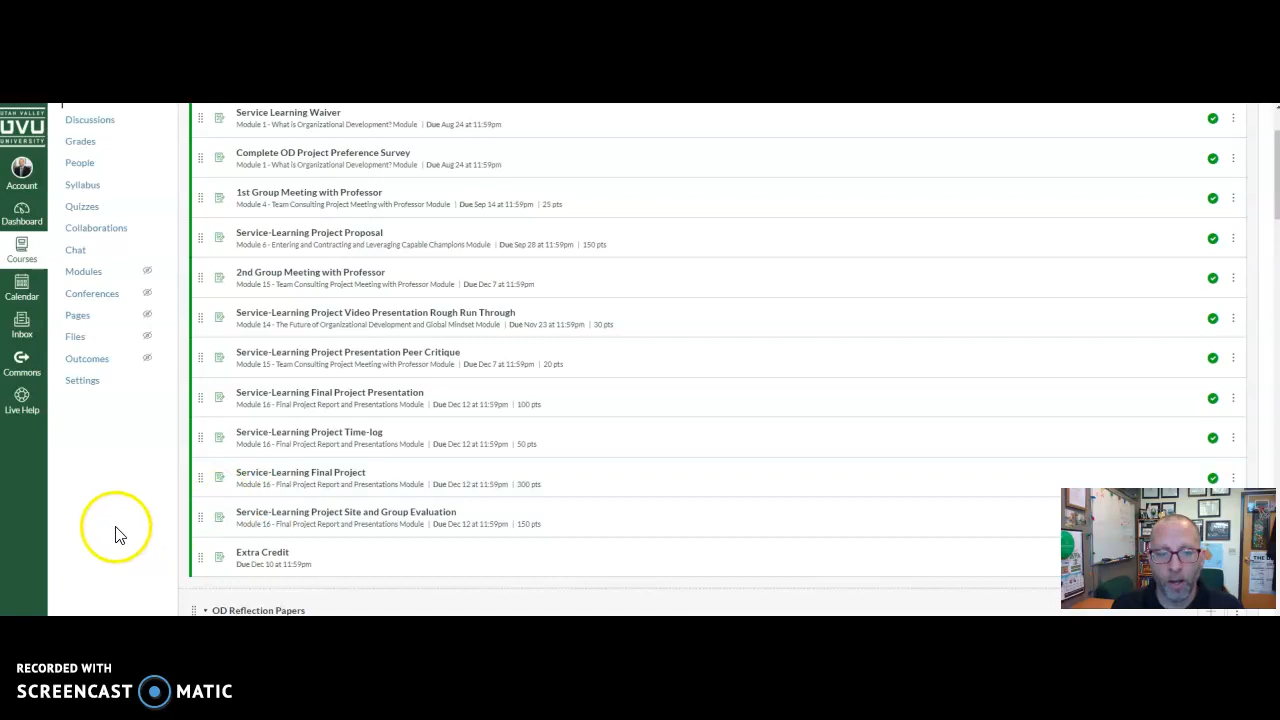 UTAH VALLEY
UVU
UNIVERSITY
Account
Dashboard
Courses
Calendar
Inbox
Commons
Live Help
Discussions
Grades
People
Syllabus
Quizzes
Collaborations
Chat
Modules
Conferences
Pages
Files
Outcomes
Settings
Service Learning Waiver
Module 1 - What is Organizational Development? Module | Due Aug 24 at 11:59pm
Complete OD Project Preference Survey
Module 1 - What is Organizational Development? Module | Due Aug 24 at 11:59pm
1st Group Meeting with Professor
Module 4 - Team Consulting Project Meeting with Professor Module | Due Sep 14 at 11:59pm | 25 pts
Service-Learning Project Proposal
Module 6 - Entering and Contracting and Leveraging Capable Champions Module | Due Sep 28 at 11:59pm | 150 pts
2nd Group Meeting with Professor
Module 15 - Team Consulting Project Meeting with Professor Module | Due Dec 7 at 11:59pm
Service-Learning Project Video Presentation Rough Run Through
Module 14 - The Future of Organizational Development and Global Mindset Module | Due Nov 23 at 11:59pm | 30 pts
Service-Learning Project Presentation Peer Critique
Module 15 - Team Consulting Project Meeting with Professor Module | Due Dec 7 at 11:59pm | 20 pts
Service-Learning Final Project Presentation
Module 16 - Final Project Report and Presentations Module | Due Dec 12 at 11:59pm | 100 pts
Service-Learning Project Time-log
Module 16 - Final Project Report and Presentations Module | Due Dec 12 at 11:59pm | 50 pts
Service-Learning Final Project
Module 16 - Final Project Report and Presentations Module | Due Dec 12 at 11:59pm | 300 pts
Service-Learning Project Site and Group Evaluation
Module 16 - Final Project Report and Presentations Module | Due Dec 12 at 11:59pm | 150 pts
Extra Credit
Due Dec 10 at 11:59pm
OD Reflection Papers
RECORDED WITH
SCREENCAST MATIC